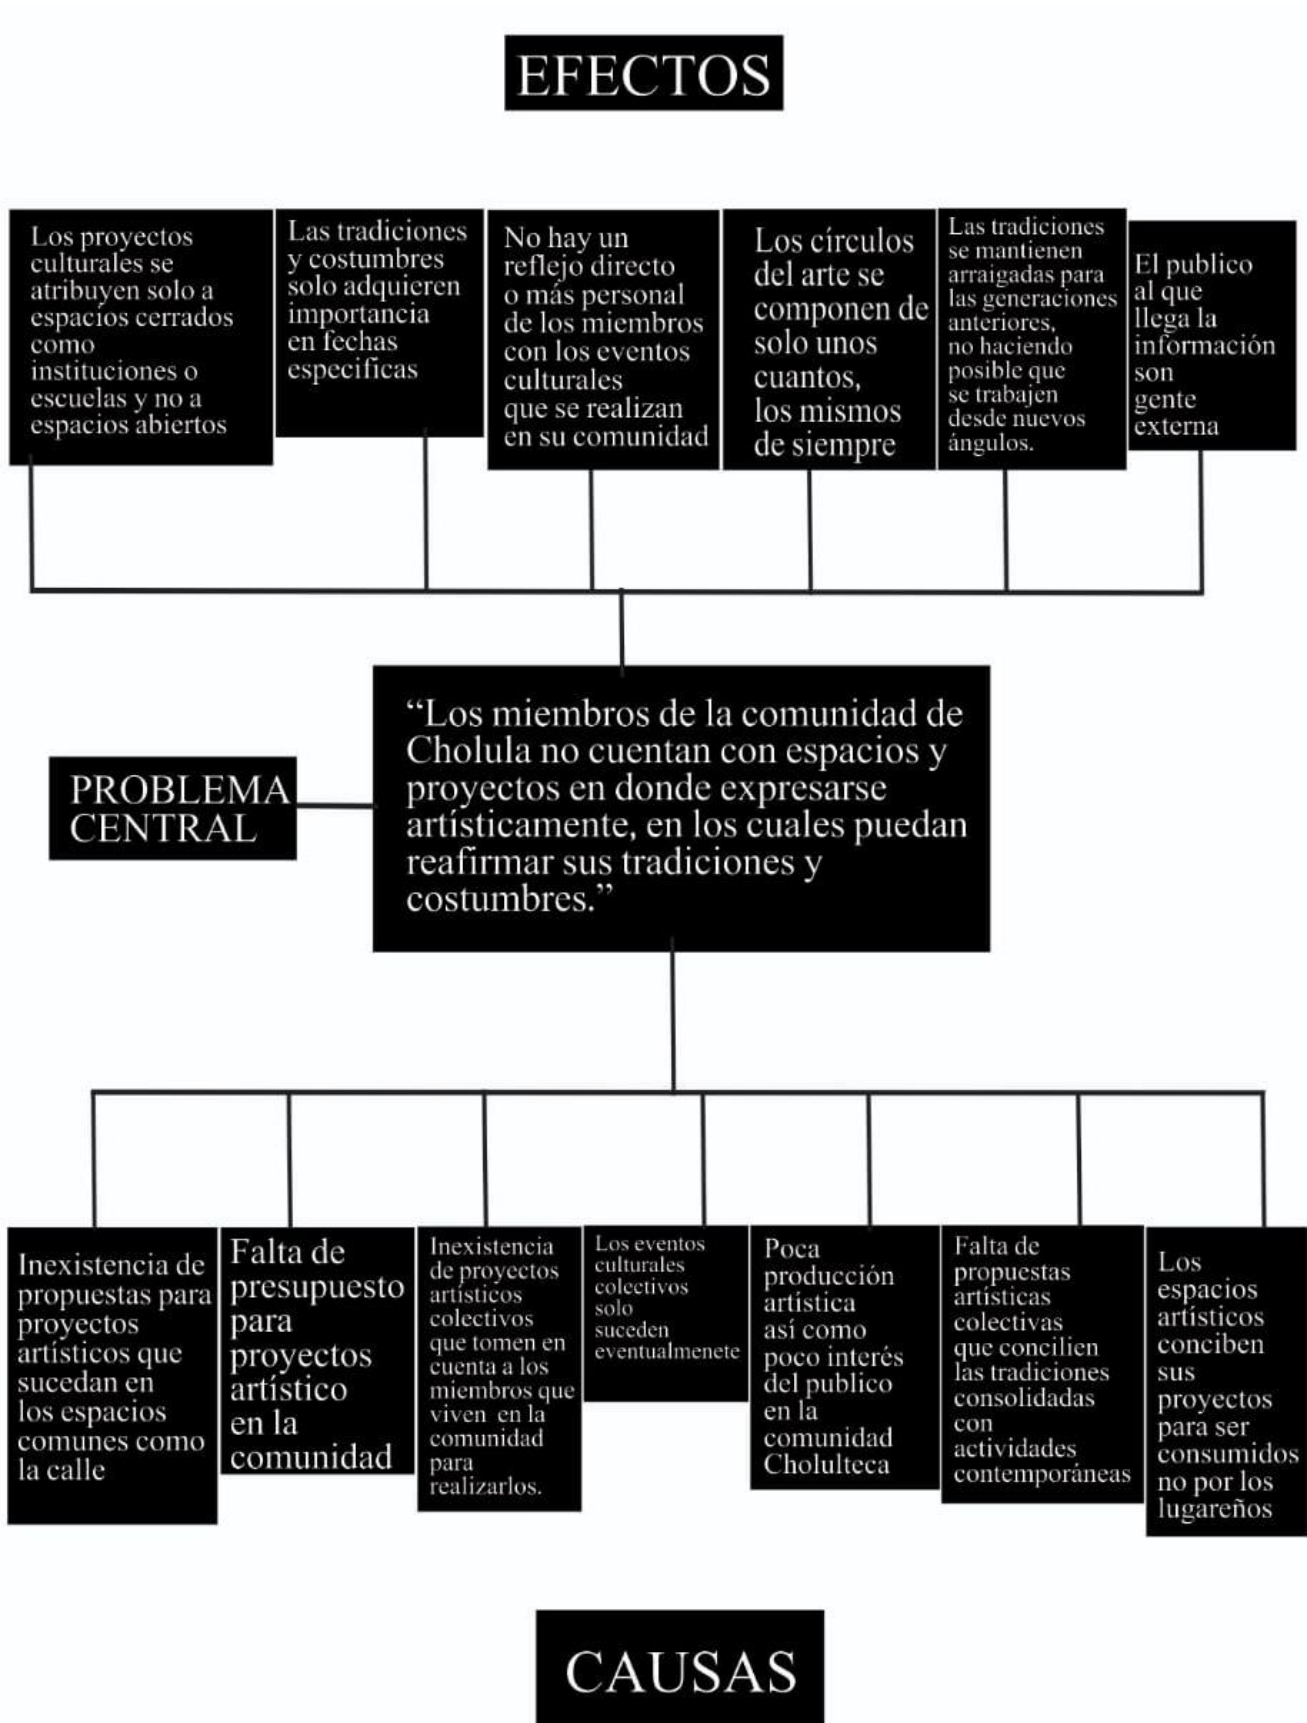 EFECTOS
Los proyectos
culturales se
atribuyen solo a
espacios cerrados
como
instituciones o
escuelas y no a
espacios abiertos
Las tradiciones
y costumbres
solo adquieren
importancia
en fechas
especificas
No hay un
reflejo directo
o más personal
de los miembros
con los eventos
culturales
que se realizan
en su comunidad
Los círculos
del arte se
componen de
solo unos
cuantos,
los mismos
de siempre
Las tradiciones
se mantienen
arraigadas para
las generaciones
anteriores,
no haciendo
posible que
se trabajen
desde nuevos
ángulos.
El publico
al que
llega la
información
son
gente
externa
PROBLEMA
CENTRAL
“Los miembros de la comunidad de
Cholula no cuentan con espacios y
proyectos en donde expresarse
artísticamente, en los cuales puedan
reafirmar sus tradiciones y
costumbres.”
Inexistencia de
propuestas para
proyectos
artísticos que
sucedan en
los espacios
comunes como
la calle
Falta de
presupuesto
para
proyectos
artístico
en la
comunidad
Inexistencia
de proyectos
artísticos
colectivos
que tomen en
cuenta a los
miembros que
viven en la
comunidad
para
realizarlos.
Los eventos
culturales
colectivos
solo
suceden
eventualmenete
Poca
producción
artística
así como
poco interés
del publico
en la
comunidad
Cholulteca
Falta de
propuestas
artísticas
colectivas
que concilien
las tradiciones
consolidadas
con
actividades
contemporáneas
Los
espacios
artísticos
conciben
sus
proyectos
para ser
consumidos
no por los
lugareños
CAUSAS